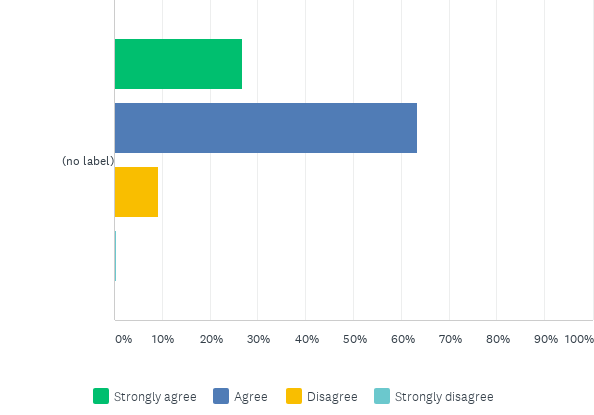 (no label)
0% 10% 20% 30% 40% 50% 60% 70% 80% 90% 100%
Strongly agree Agree Disagree Strongly disagree